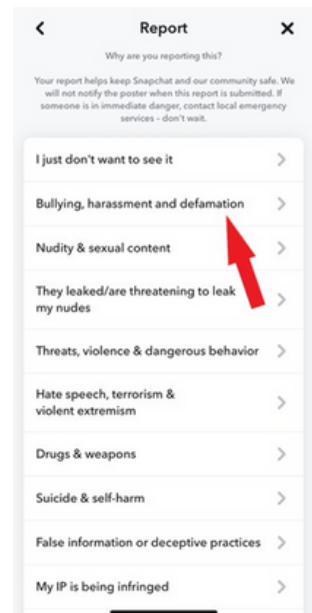 Report
Why are you reporting this?
Your report helps keep Snapchat and our community safe. We
will not notify the poster when this report is submitted. If
someone is in immediate danger, contact local emergency
services – don't wait.
I just don't want to see it
Bullying, harassment and defamation
Nudity & sexual content
They leaked/are threatening to leak
my nudes
Threats, violence & dangerous behavior
Hate speech, terrorism &
violent extremism
Drugs & weapons
Suicide & self-harm
False information or deceptive practices
My IP is being infringed